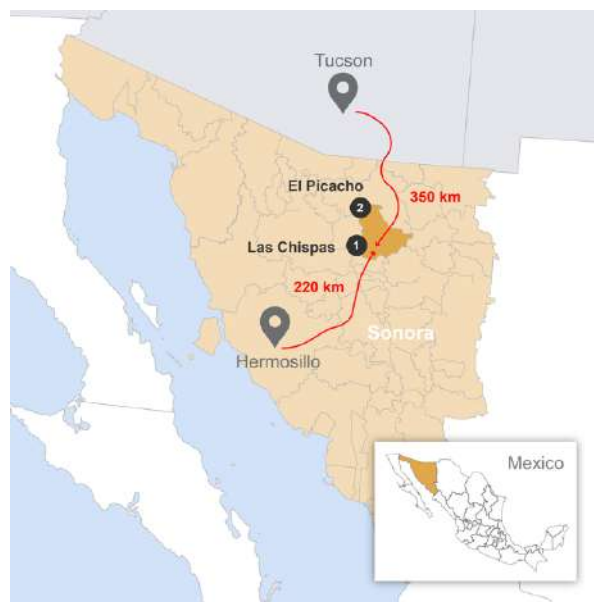 Tucson
El Picacho
2
350 km
Las Chispas
1
220 km
Sonora
Hermosillo
Mexico